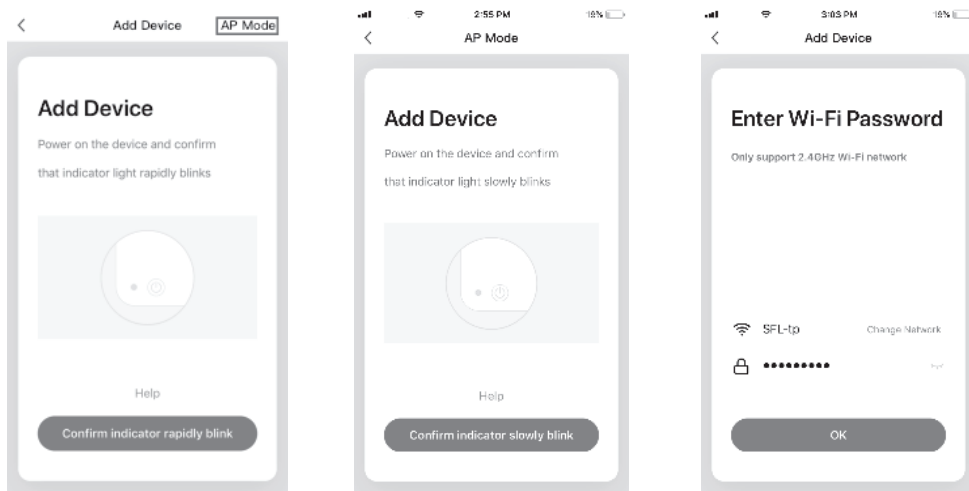 Add Device
AP Mode
Add Device
Power on the device and confirm
that indicator light rapidly blinks
Help
Confirm indicator rapidly blink
2:55 PM
19%
AP Mode
Add Device
Power on the device and confirm
that indicator light slowly blinks
Help
Confirm indicator slowly blink
3:03 PM
19%
Add Device
Enter Wi-Fi Password
Only support 2.4GHz Wi-Fi network
SFL-tp
Change Network
OK